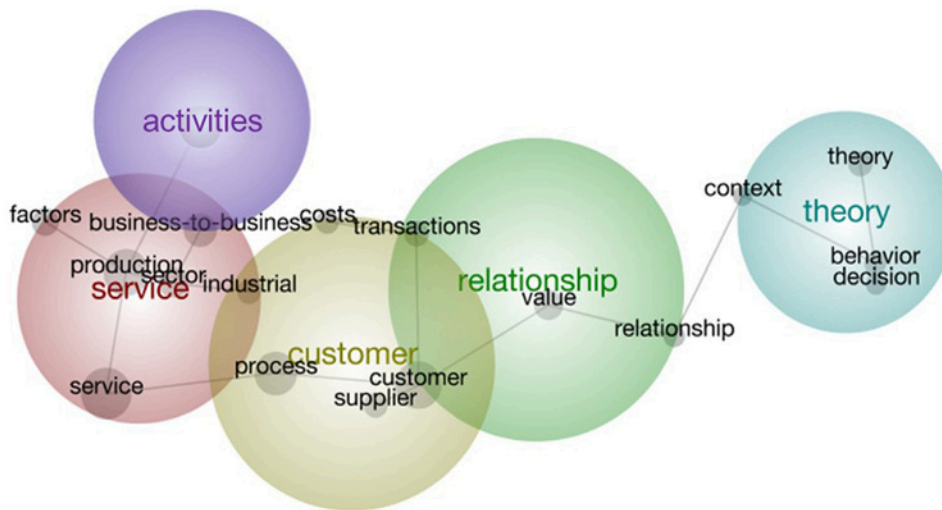 activities
theory
context
theory
factors
business-to-business
costs
transactions
behavior
decision
production
sector
industrial
service
relationship
value
relationship
customer
process
customer
supplier
service